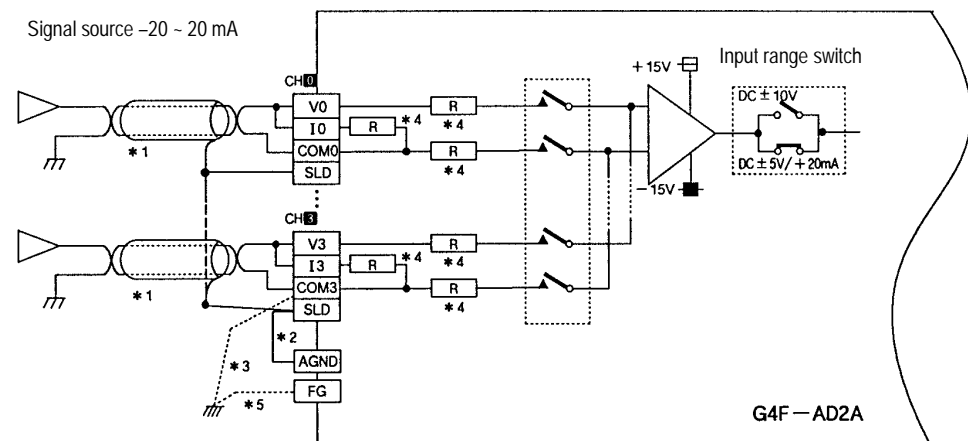 Signal source –20 ~ 20 mA
Input range switch
+15V
CH0
DC ± 10V
V0
R
*4
I0
R
*4
COM0
R
*4
*1
SLD
-15V
DC ± 5V/+20mA
CH3
V3
R
*4
I3
R
*4
COM3
R
*4
*1
SLD
*2
*3
AGND
*5
FG
G4F-AD2A